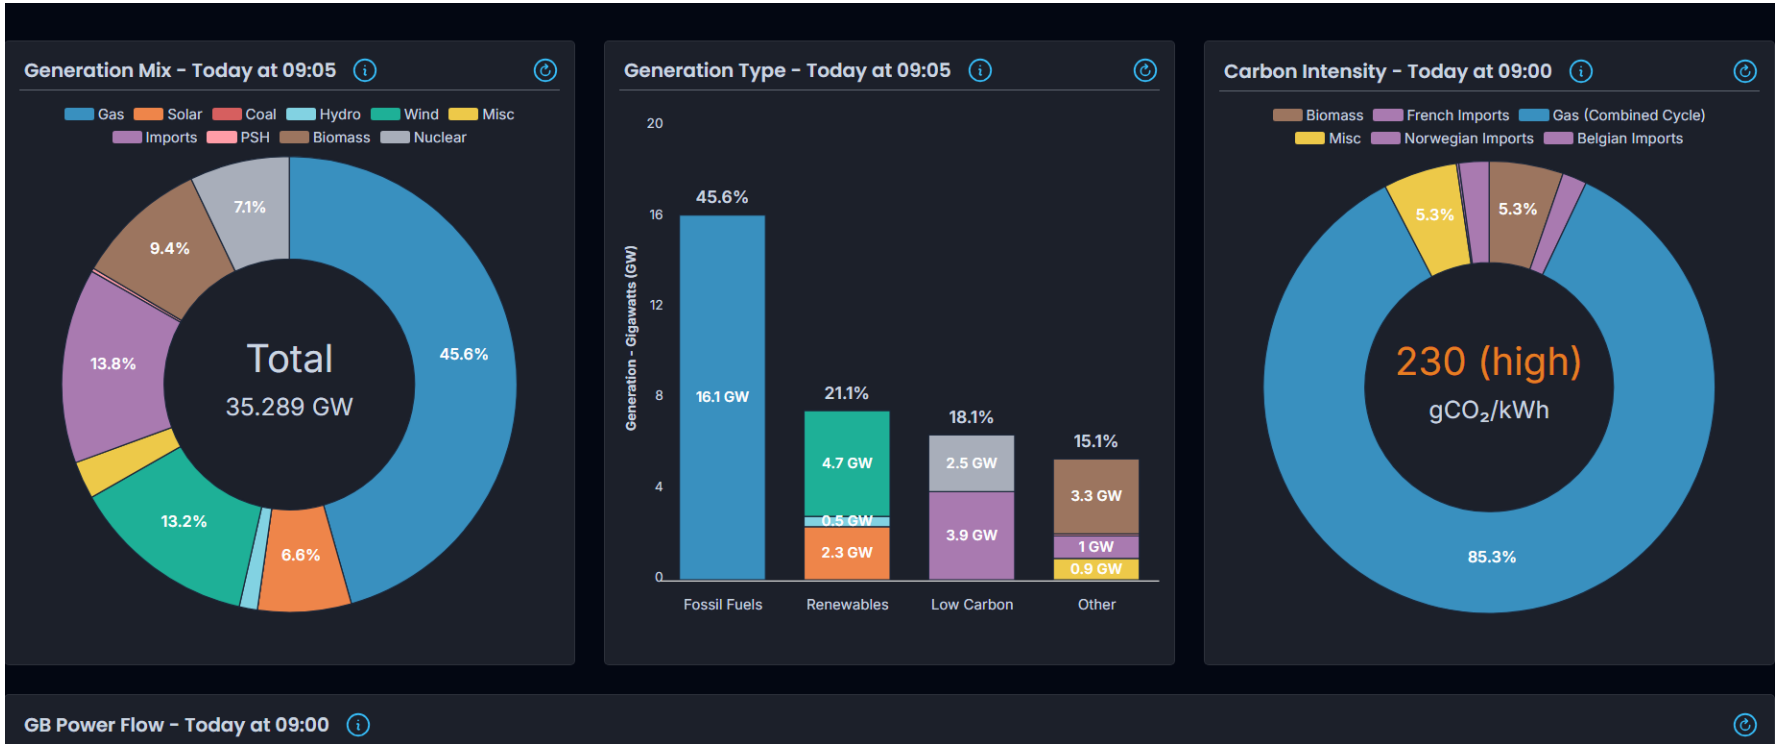 Generation Mix - Today at 09:05
Gas Solar Coal Hydro Wind Misc
Imports PSH Biomass Nuclear
7.1%
9.4%
45.6%
13.8%
Total
35.289 GW
13.2%
6.6%
Generation Type - Today at 09:05
Generation - Gigawatts (GW)
20
16
12
8
4
0
45.6%
16.1 GW
21.1%
4.7 GW
0.5 GW
2.3 GW
18.1%
2.5 GW
3.9 GW
15.1%
3.3 GW
1 GW
0.9 GW
Fossil Fuels Renewables Low Carbon Other
Carbon Intensity - Today at 09:00
Biomass French Imports Gas (Combined Cycle)
Misc Norwegian Imports Belgian Imports
5.3%
5.3%
230 (high)
gCO₂/kWh
85.3%
GB Power Flow - Today at 09:00